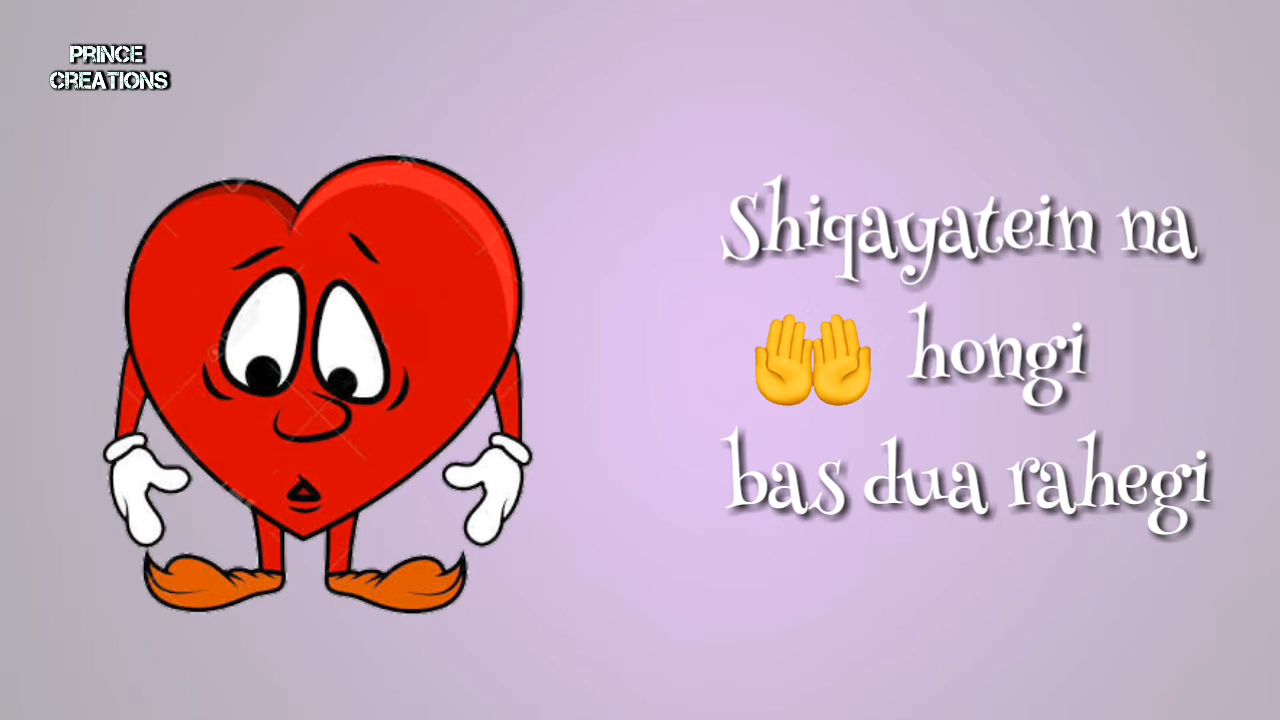 PRINCE
CREATIONS
Shiqayatein na
🤲 hongi
bas dua rahegi